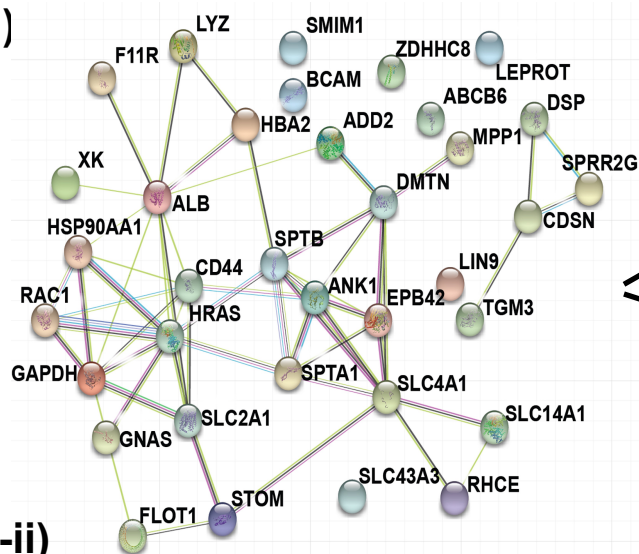 )
LYZ
SMIM1
F11R
ZDHHC8
LEPROT
BCAM
ABCB6
DSP
HBA2
ADD2
MPP1
XK
SPRR2G
DMTN
ALB
CDSN
HSP90AA1
SPTB
CD44
LIN9
ANK1
RAC1
EPB42
HRAS
TGM3
GAPDH
SPTA1
SLC4A1
SLC2A1
SLC14A1
GNAS
SLC43A3
RHCE
STOM
FLOT1
-ii)